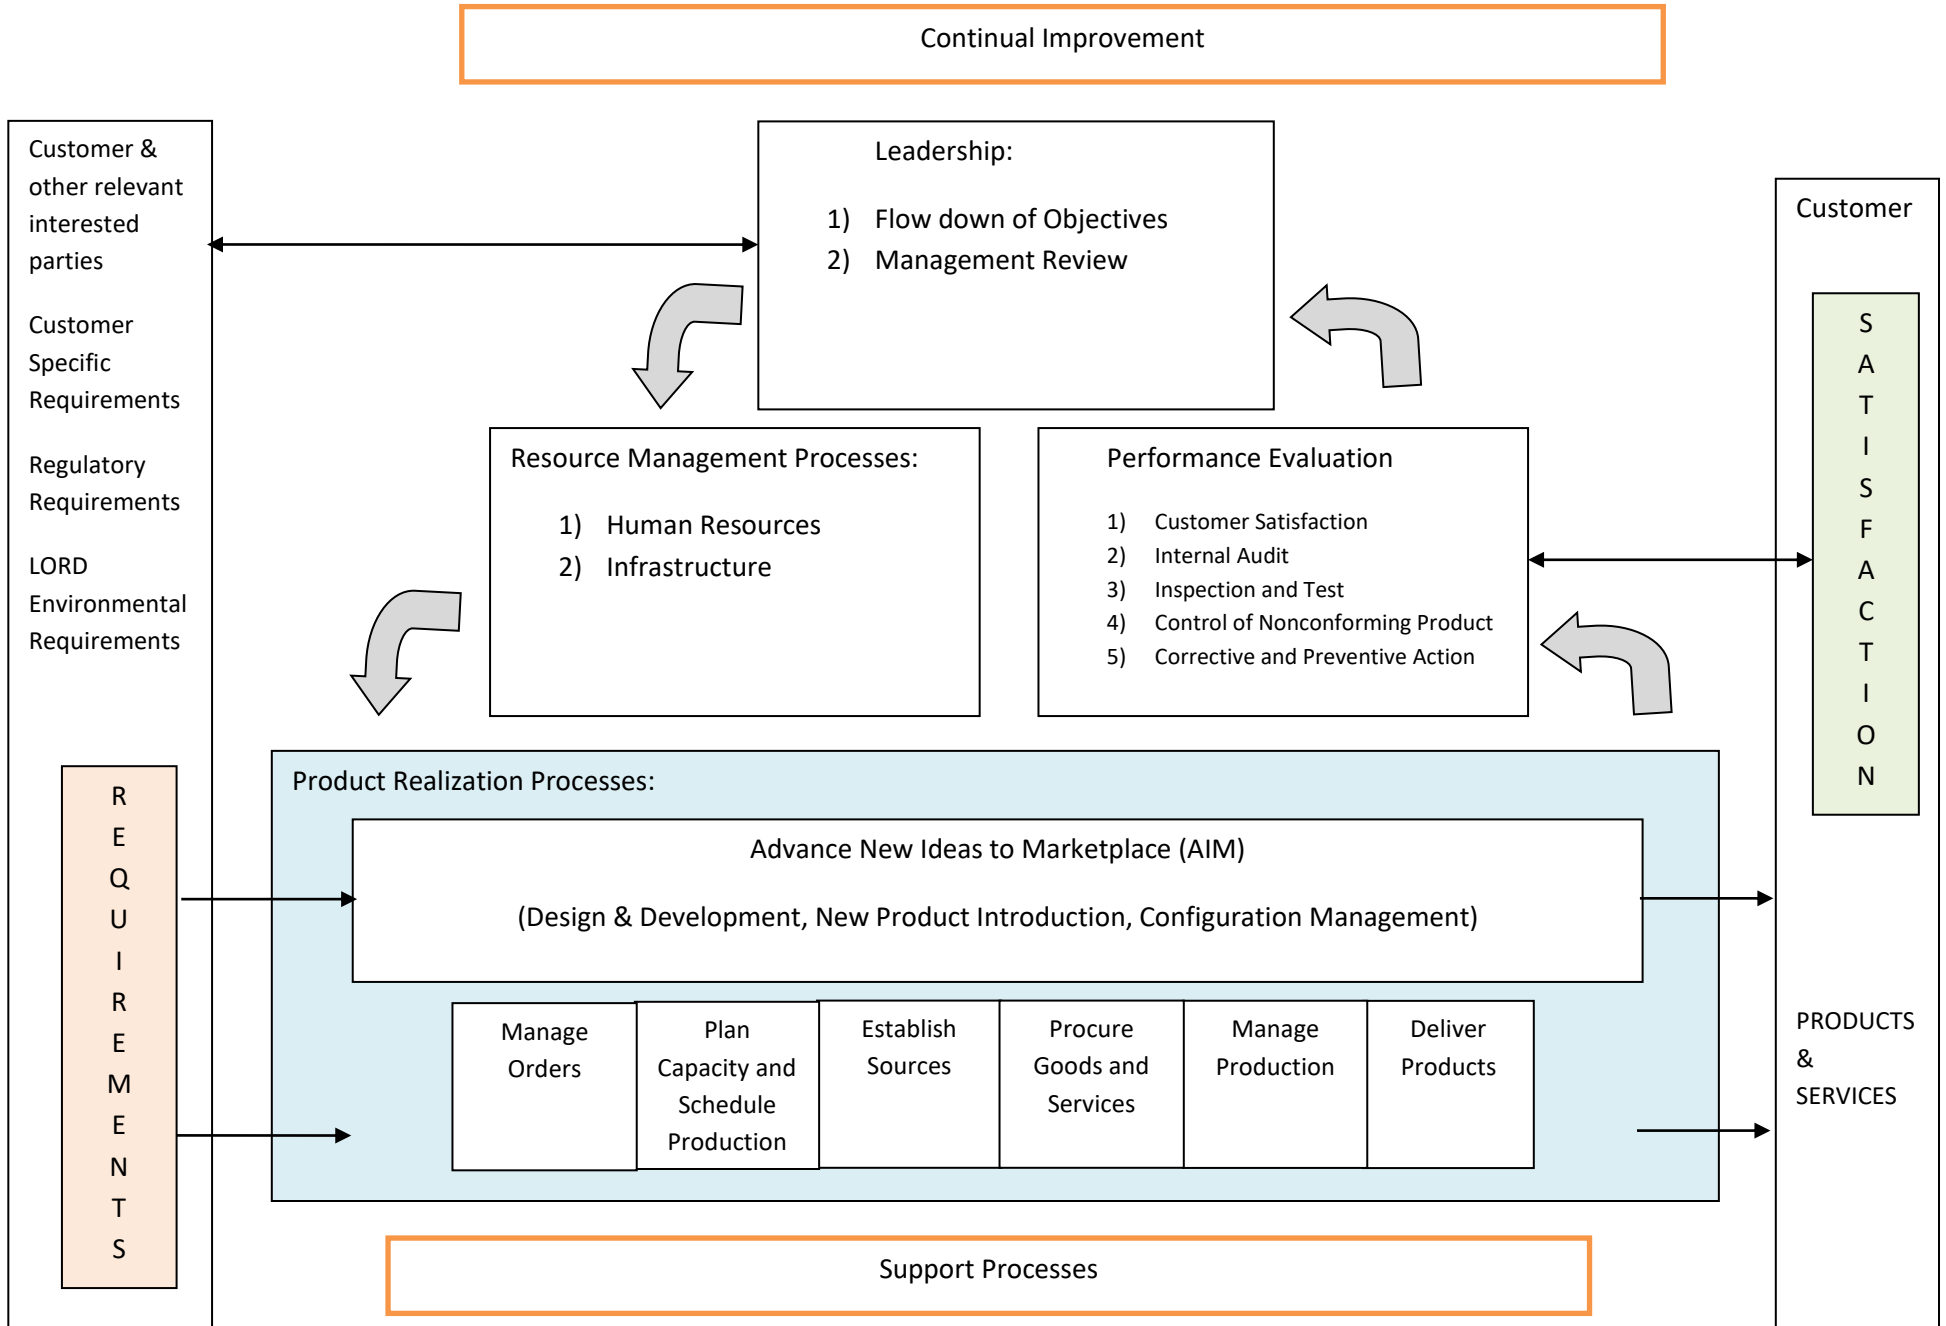 Continual Improvement
Customer &
other relevant
interested
parties
Customer
Specific
Requirements
Regulatory
Requirements
LORD
Environmental
Requirements
R
E
Q
U
I
R
E
M
E
N
T
S
Leadership:
1) Flow down of Objectives
2) Management Review
Resource Management Processes:
1) Human Resources
2) Infrastructure
Performance Evaluation
1) Customer Satisfaction
2) Internal Audit
3) Inspection and Test
4) Control of Nonconforming Product
5) Corrective and Preventive Action
Product Realization Processes:
Advance New Ideas to Marketplace (AIM)
(Design & Development, New Product Introduction, Configuration Management)
Manage
Orders
Plan
Capacity and
Schedule
Production
Establish
Sources
Procure
Goods and
Services
Manage
Production
Deliver
Products
Customer
S
A
T
I
S
F
A
C
T
I
O
N
PRODUCTS
&
SERVICES
Support Processes